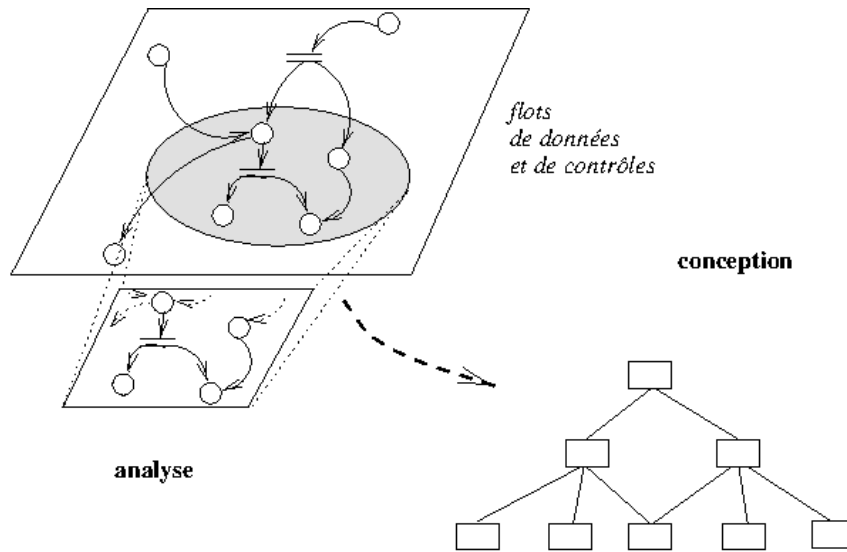 flots
de données
et de contrôles
conception
analyse